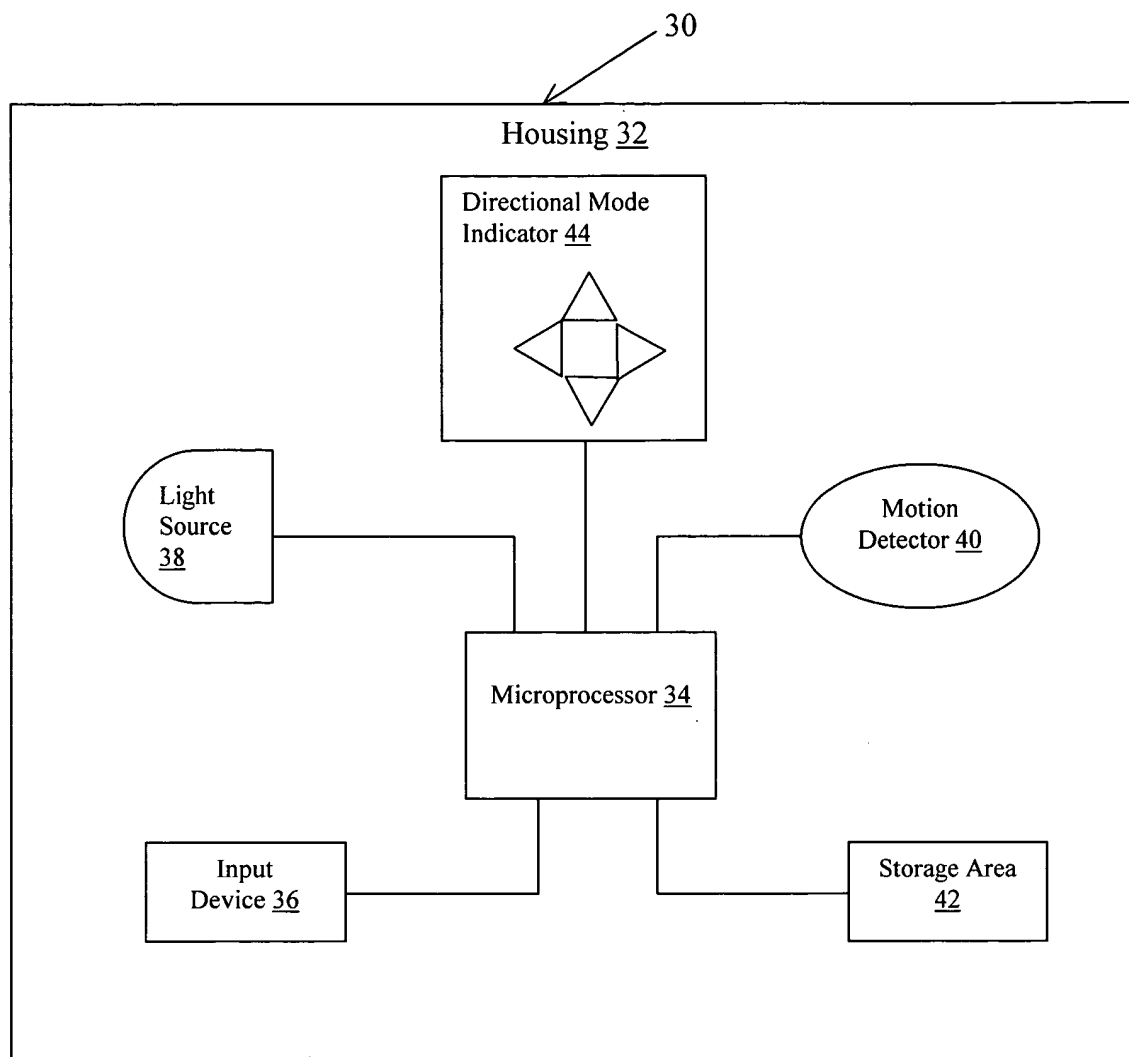 30
Housing 32
Directional Mode
Indicator 44
Light
Source
38
Motion
Detector 40
Microprocessor 34
Input
Device 36
Storage Area
42